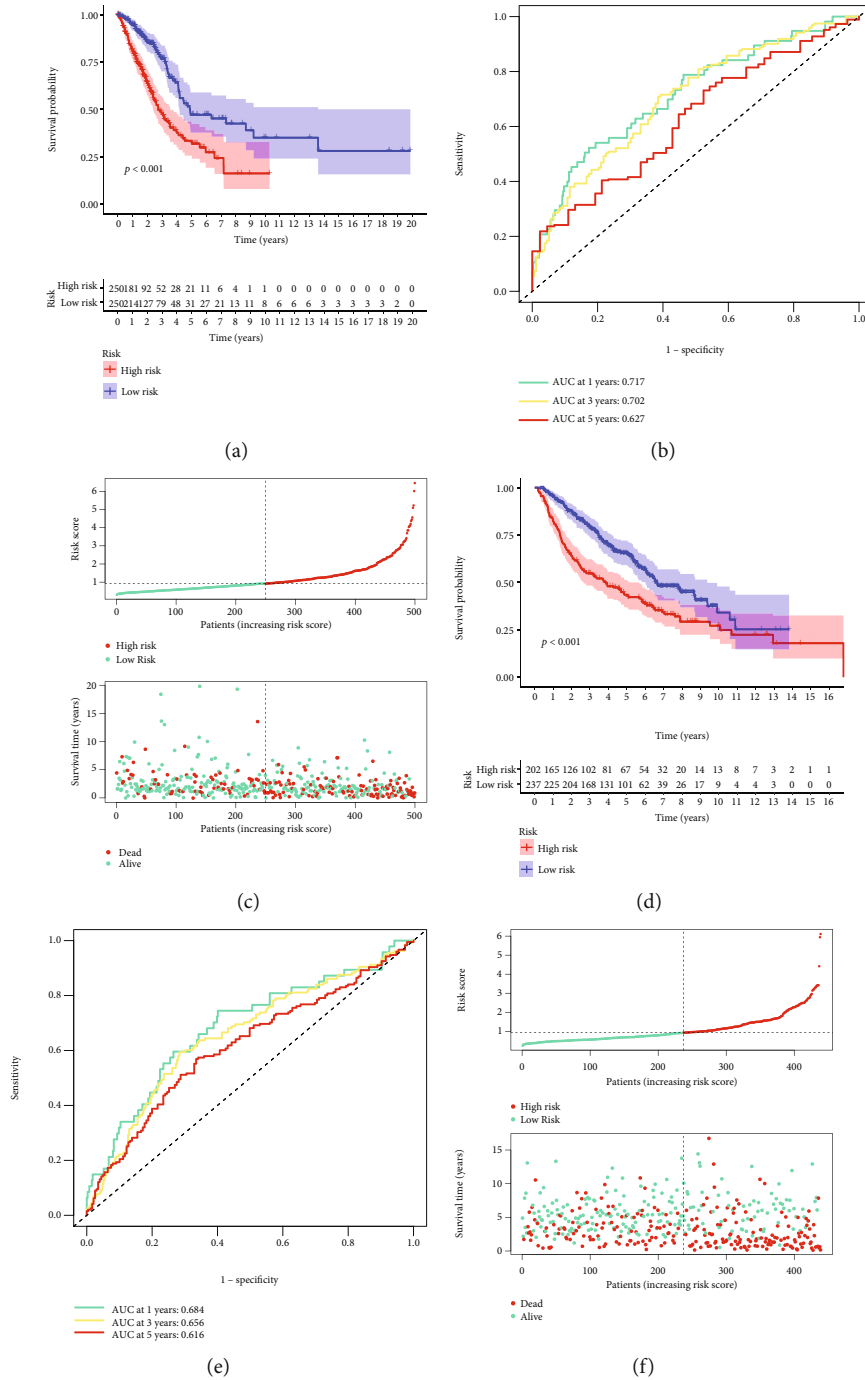 1.00
0.75
0.50
0.25
0.00
Survival probability
p < 0.001
0 1 2 3 4 5 6 7 8 9 10 11 12 13 14 15 16 17 18 19 20
Time (years)
Risk
High risk 250 181 92 52 28 21 11 6 4 1 1 0 0 0 0 0 0 0 0 0 0
Low risk 250 214 127 79 48 31 27 21 13 11 8 6 6 6 3 3 3 3 3 2 0
0 1 2 3 4 5 6 7 8 9 10 11 12 13 14 15 16 17 18 19 20
Time (years)
Risk
High risk
Low risk
(a)
1.0
0.8
0.6
0.4
0.2
0.0
Sensitivity
0.0 0.2 0.4 0.6 0.8 1.0
1 – specificity
AUC at 1 years: 0.717
AUC at 3 years: 0.702
AUC at 5 years: 0.627
(b)
6
5
4
3
2
1
Risk score
0 100 200 300 400 500
Patients (increasing risk score)
High risk
Low Risk
20
15
10
5
0
Survival time (years)
0 100 200 300 400 500
Patients (increasing risk score)
Dead
Alive
(c)
1.00
0.75
0.50
0.25
0.00
Survival probability
p < 0.001
0 1 2 3 4 5 6 7 8 9 10 11 12 13 14 15 16
Time (years)
Risk
High risk 202 165 126 102 81 67 54 32 20 14 13 8 7 3 2 1 1
Low risk 237 225 204 168 131 101 62 39 26 17 9 4 4 3 0 0 0
0 1 2 3 4 5 6 7 8 9 10 11 12 13 14 15 16
Time (years)
Risk
High risk
Low risk
(d)
1.0
0.8
0.6
0.4
0.2
0.0
Sensitivity
0.0 0.2 0.4 0.6 0.8 1.0
1 – specificity
AUC at 1 years: 0.684
AUC at 3 years: 0.656
AUC at 5 years: 0.616
(e)
6
5
4
3
2
1
Risk score
0 100 200 300 400
Patients (increasing risk score)
High risk
Low Risk
15
10
5
0
Survival time (years)
0 100 200 300 400
Patients (increasing risk score)
Dead
Alive
(f)